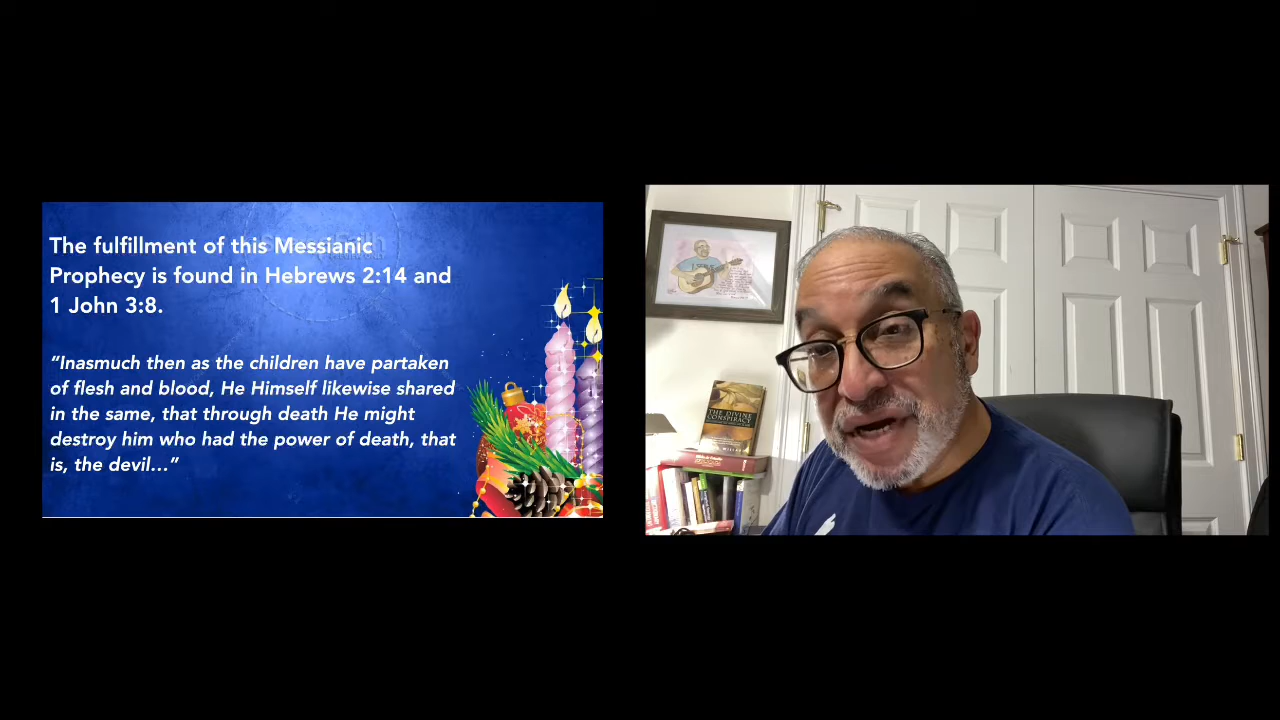 The fulfillment of this Messianic
Prophecy is found in Hebrews 2:14 and
1 John 3:8.
“Inasmuch then as the children have partaken
of flesh and blood, He Himself likewise shared
in the same, that through death He might
destroy him who had the power of death, that
is, the devil…”
THE DIVINE
CONSPIRACY